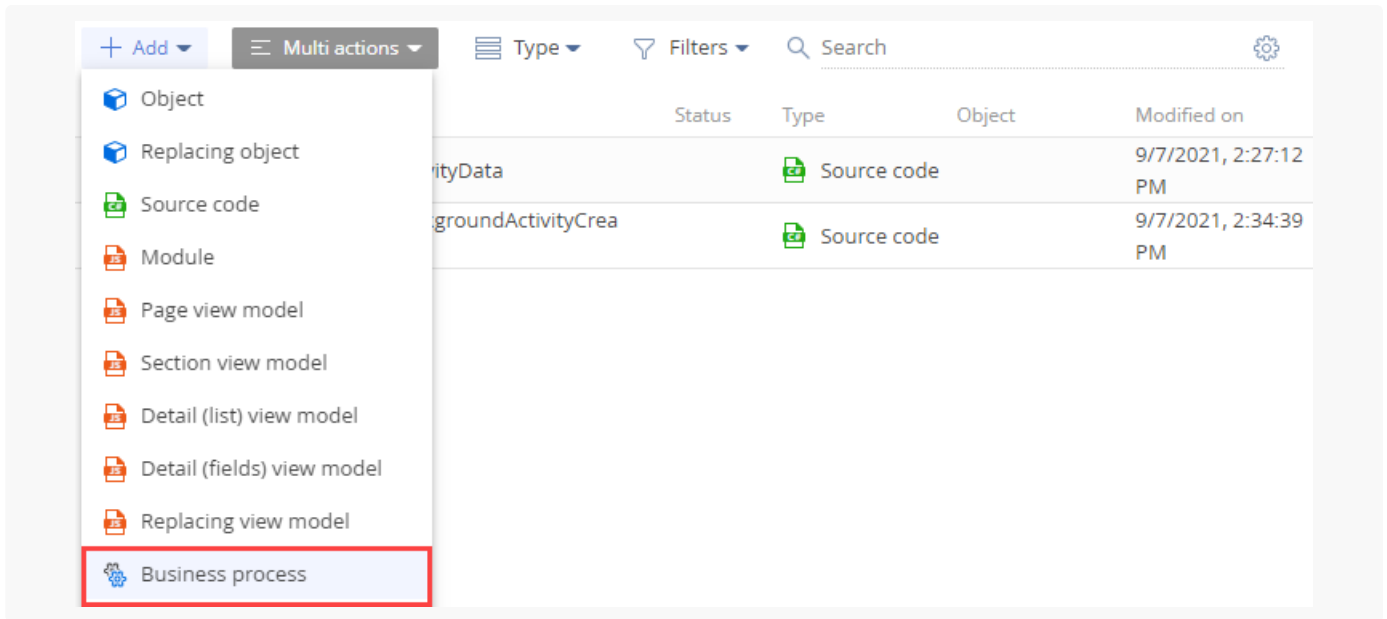 Add
Multi actions
Type
Filters
Search
Object
Status
Type
Object
Modified on
Replacing object
ityData
Source code
9/7/2021, 2:27:12
PM
Source code
groundActivityCrea
Source code
9/7/2021, 2:34:39
PM
Module
Page view model
Section view model
Detail (list) view model
Detail (fields) view model
Replacing view model
Business process